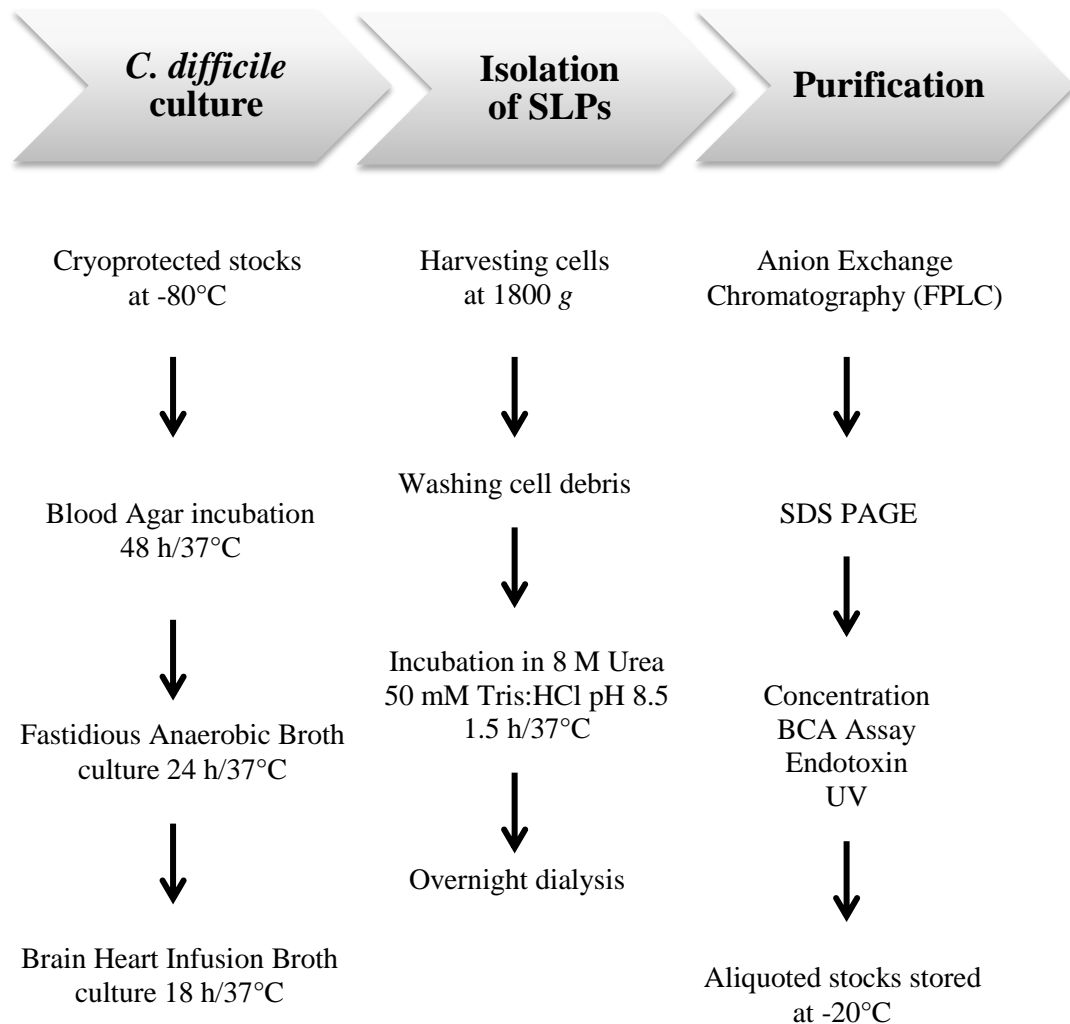 C. difficile
culture
Isolation
of SLPs
Purification
Cryoprotected stocks
at -80°C
Blood Agar incubation
48 h/37°C
Fastidious Anaerobic Broth
culture 24 h/37°C
Brain Heart Infusion Broth
culture 18 h/37°C
Harvesting cells
at 1800 g
Washing cell debris
Incubation in 8 M Urea
50 mM Tris:HCl pH 8.5
1.5 h/37°C
Overnight dialysis
Anion Exchange
Chromatography (FPLC)
SDS PAGE
Concentration
BCA Assay
Endotoxin
UV
Aliquoted stocks stored
at -20°C